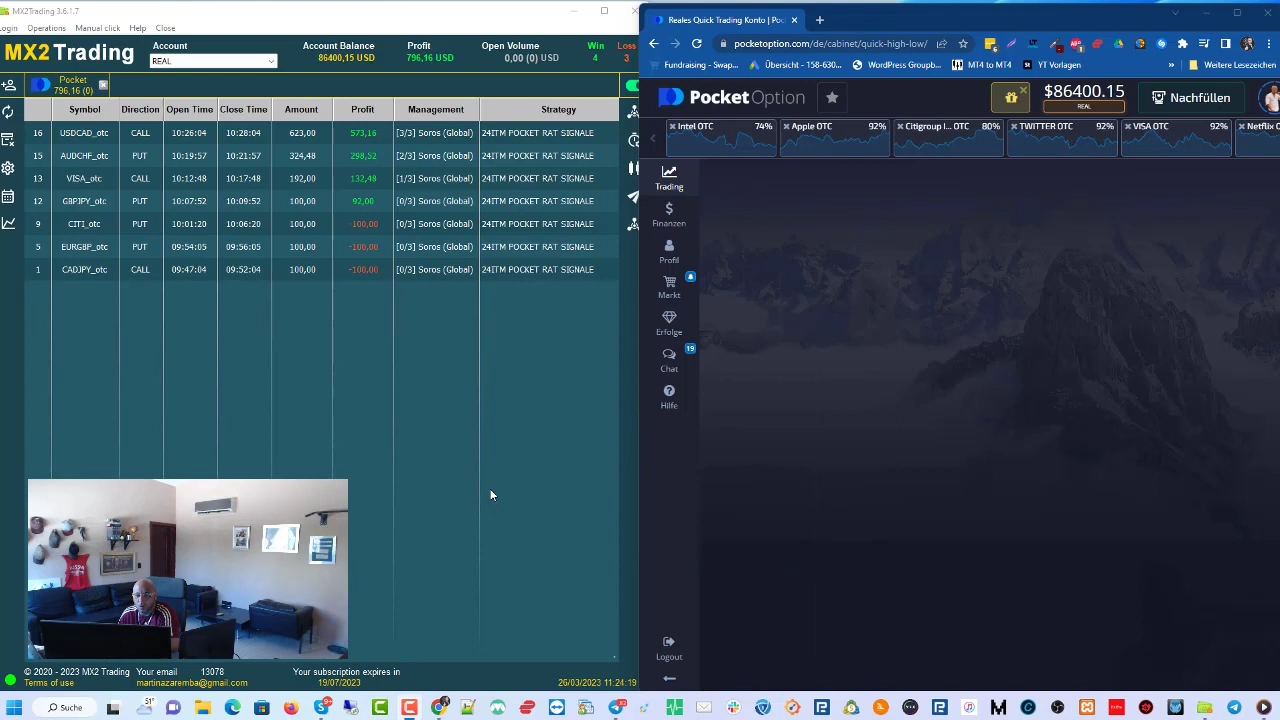 MX2Trading 3.6.1.7
Login Operations Manual click Help Close
MX2 Trading
Account
REAL
Account Balance
86400,15 USD
Profit
796,16 USD
Open Volume
0,00 (0) USD
Win
4
Loss
3
Pocket
796,16 (0)
Symbol Direction Open Time Close Time Amount Profit Management Strategy
16 USDCAD_otc CALL 10:26:04 10:28:04 623,00 573,16 [3/3] Soros (Global) 24ITM POCKET RAT SIGNALE
15 AUDCHF_otc PUT 10:19:57 10:21:57 324,48 298,52 [2/3] Soros (Global) 24ITM POCKET RAT SIGNALE
13 VISA_otc CALL 10:12:48 10:17:48 192,00 132,48 [1/3] Soros (Global) 24ITM POCKET RAT SIGNALE
12 GBPJPY_otc PUT 10:07:52 10:09:52 100,00 92,00 [0/3] Soros (Global) 24ITM POCKET RAT SIGNALE
9 CITI_otc PUT 10:01:20 10:06:20 100,00 -100,00 [0/3] Soros (Global) 24ITM POCKET RAT SIGNALE
5 EURGBP_otc PUT 09:54:05 09:56:05 100,00 -100,00 [0/3] Soros (Global) 24ITM POCKET RAT SIGNALE
1 CADJPY_otc CALL 09:47:04 09:52:04 100,00 -100,00 [0/3] Soros (Global) 24ITM POCKET RAT SIGNALE
© 2020 - 2023 MX2 Trading Your email 13078 Your subscription expires in
Terms of use martinazaremba@gmail.com 19/07/2023 26/03/2023 11:24:19
Reales Quick Trading Konto | Poc
pocketoption.com/de/cabinet/quick-high-low/
Fundraising - Swap... Übersicht - 158-630... WordPress Groupb... MT4 to MT4 YT Vorlagen » Weitere Lesezeichen
PocketOption
$86400.15
REAL
Nachfüllen
Intel OTC 74% Apple OTC 92% Citigroup I... OTC 80% TWITTER OTC 92% VISA OTC 92% Netflix O
Trading
Finanzen
Profil
Markt
Erfolge
19
Chat
Hilfe
Logout
Suche
51°